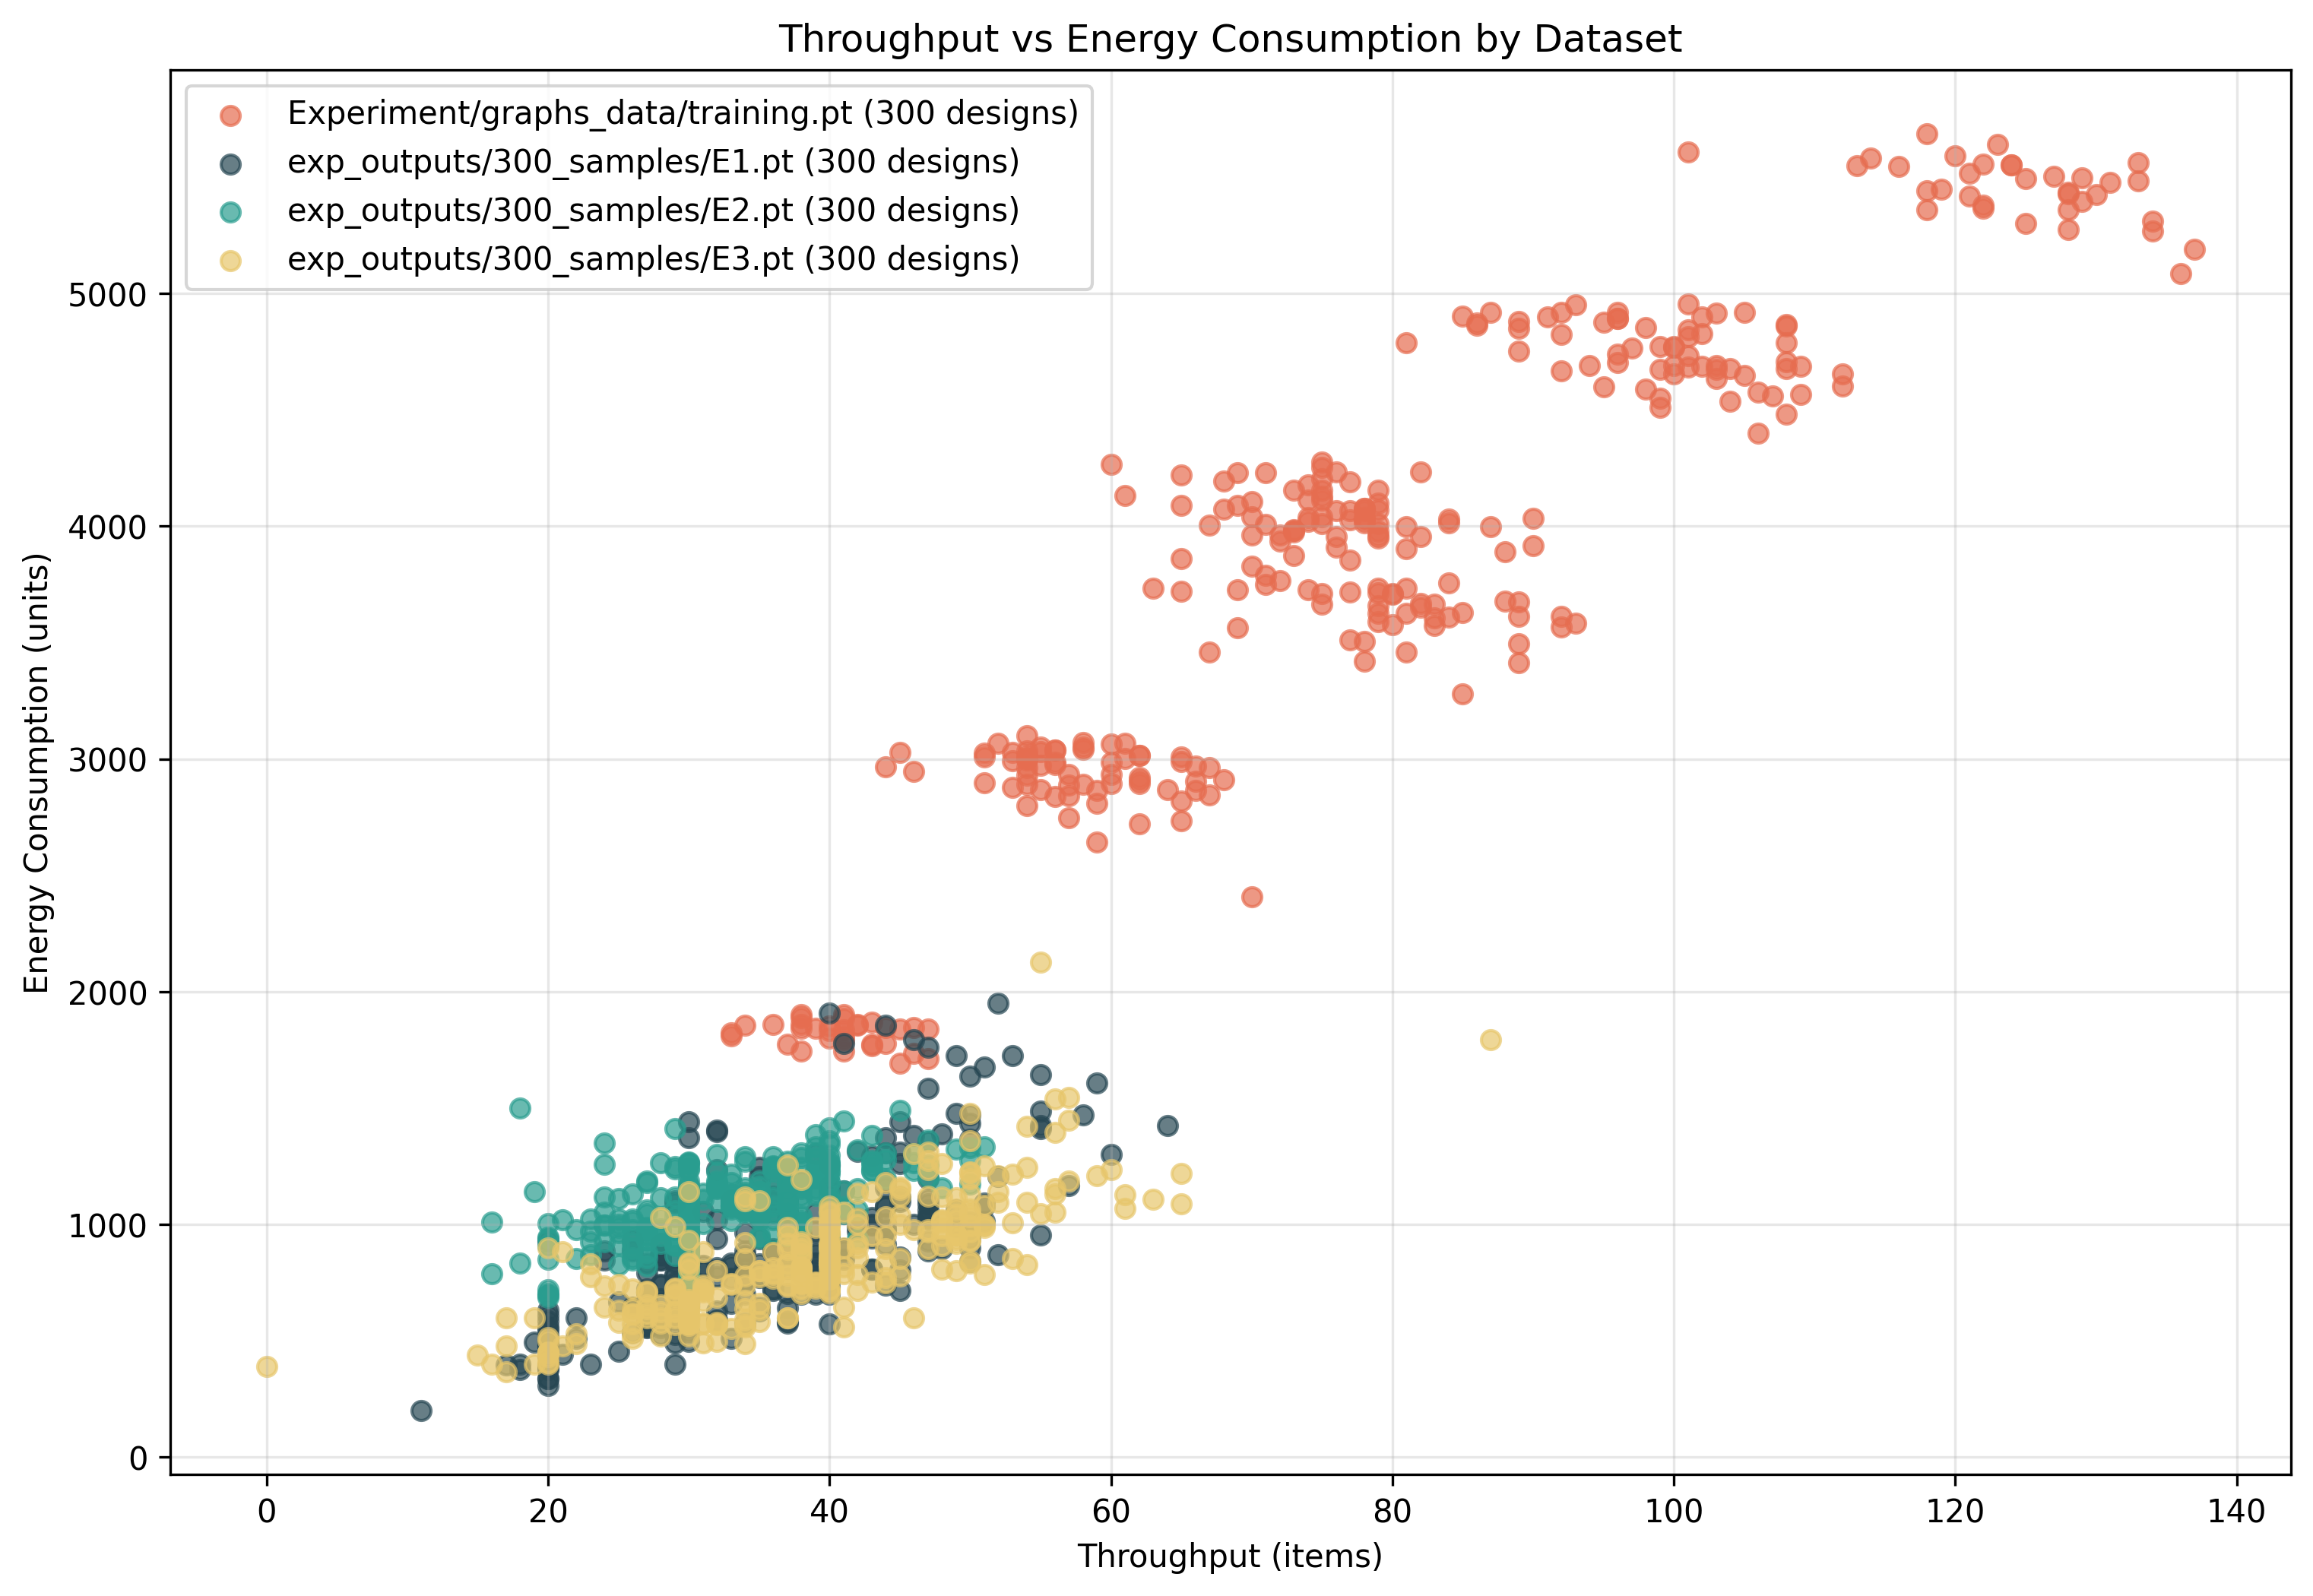 Throughput vs Energy Consumption by Dataset
Experiment/graphs_data/training.pt (300 designs)
exp_outputs/300_samples/E1.pt (300 designs)
exp_outputs/300_samples/E2.pt (300 designs)
exp_outputs/300_samples/E3.pt (300 designs)
Energy Consumption (units)
5000
4000
3000
2000
1000
0
0 20 40 60 80 100 120 140
Throughput (items)